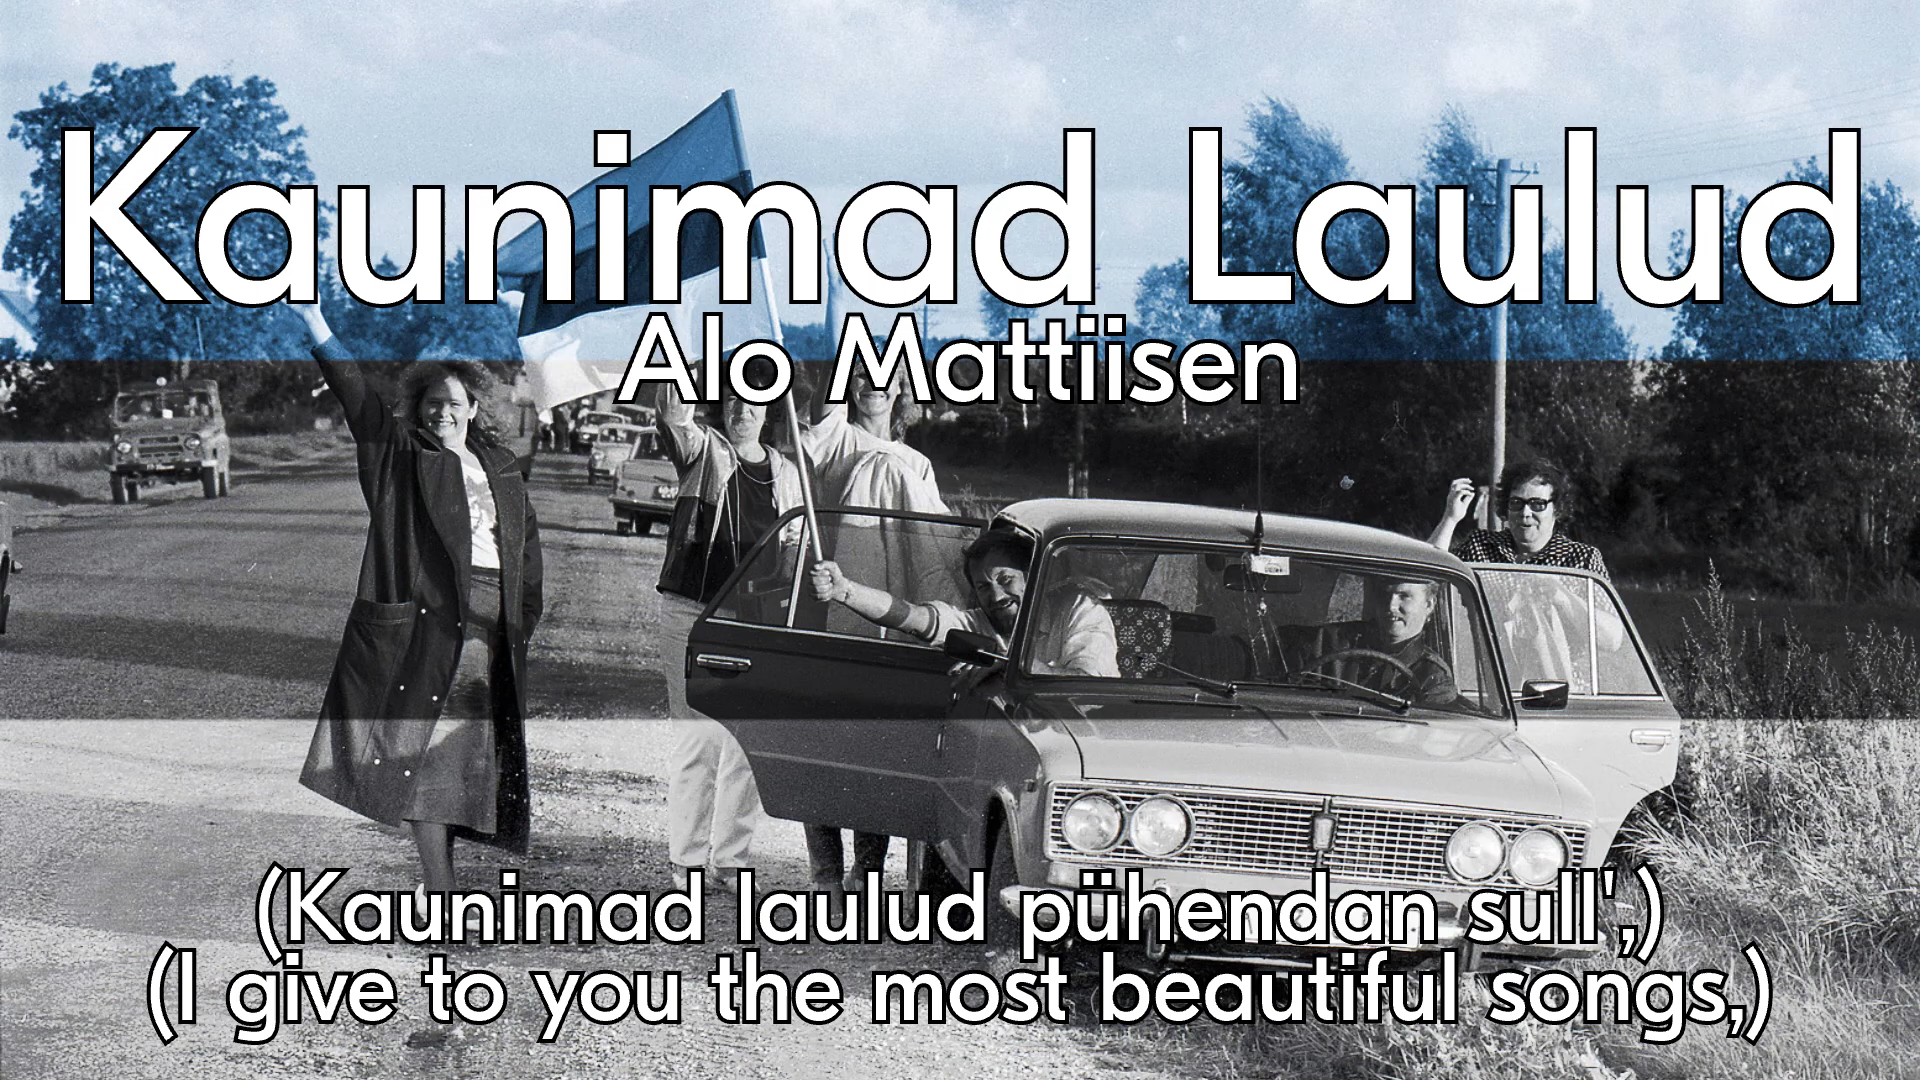 Kaunimad Laulud
Alo Mattiisen
(Kaunimad laulud pühendan sull',)
(I give to you the most beautiful songs,)